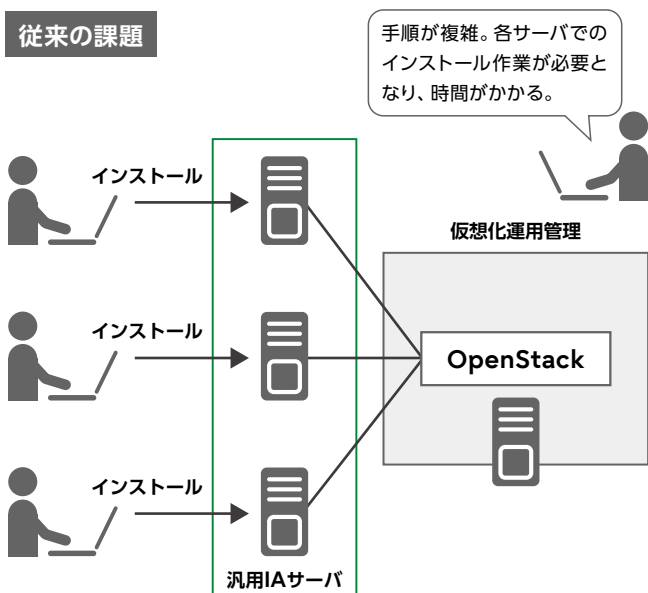 従来の課題
手順が複雑。各サーバでの
インストール作業が必要と
なり、時間がかかる。
インストール
仮想化運用管理
インストール
OpenStack
インストール
汎用IAサーバ